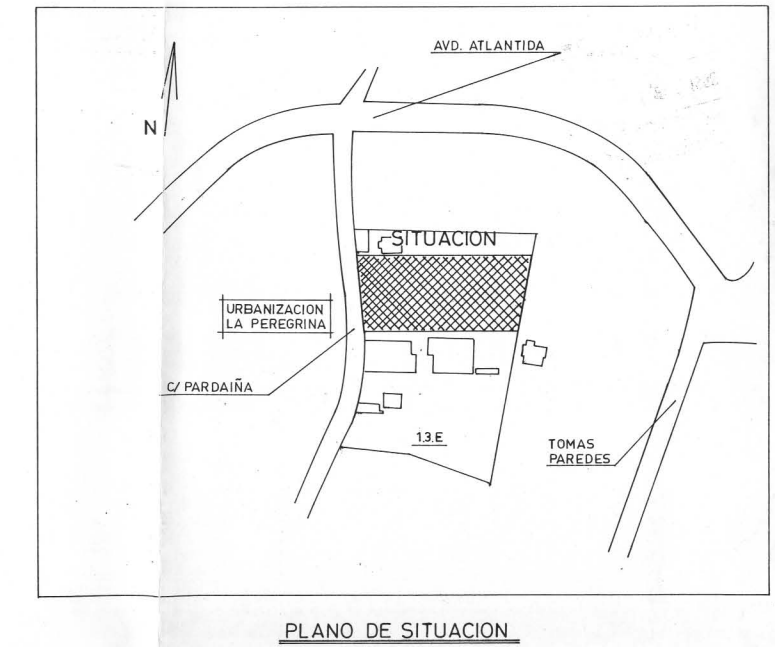 AVD. ATLANTIDA
N
SITUACION
URBANIZACION
LA PEREGRINA
C/ PARDAIÑA
1.3.E
TOMAS
PAREDES
PLANO DE SITUACION